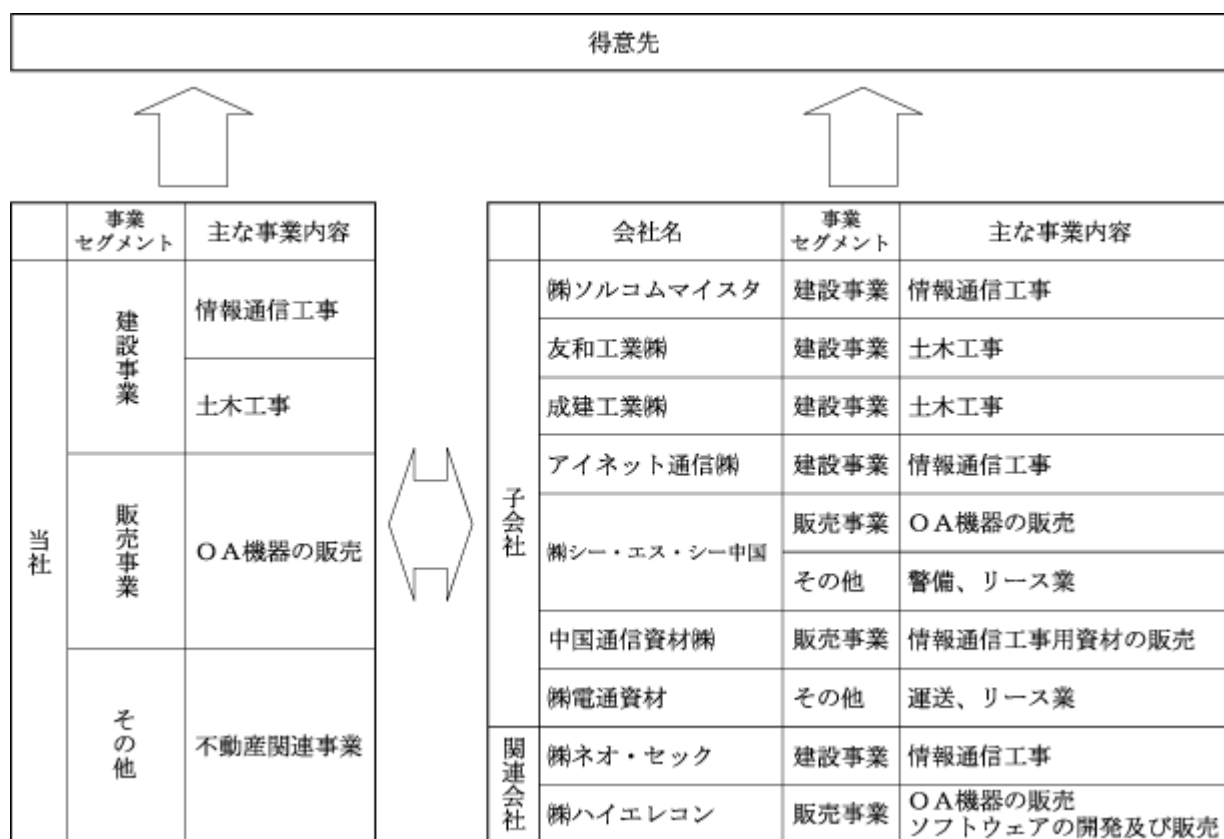 得意先
事業
セグメント
主な事業内容
当社
建設事業
情報通信工事
土木工事
販売事業
ＯＡ機器の販売
その他
不動産関連事業
会社名
事業
セグメント
主な事業内容
子会社
㈱ソルコムマイスタ
建設事業
情報通信工事
友和工業㈱
建設事業
土木工事
成建工業㈱
建設事業
土木工事
アイネット通信㈱
建設事業
情報通信工事
㈱シー・エス・シー中国
販売事業
ＯＡ機器の販売
その他
警備、リース業
中国通信資材㈱
販売事業
情報通信工事用資材の販売
㈱電通資材
その他
運送、リース業
関連会社
㈱ネオ・セック
建設事業
情報通信工事
㈱ハイエレコン
販売事業
ＯＡ機器の販売
ソフトウェアの開発及び販売